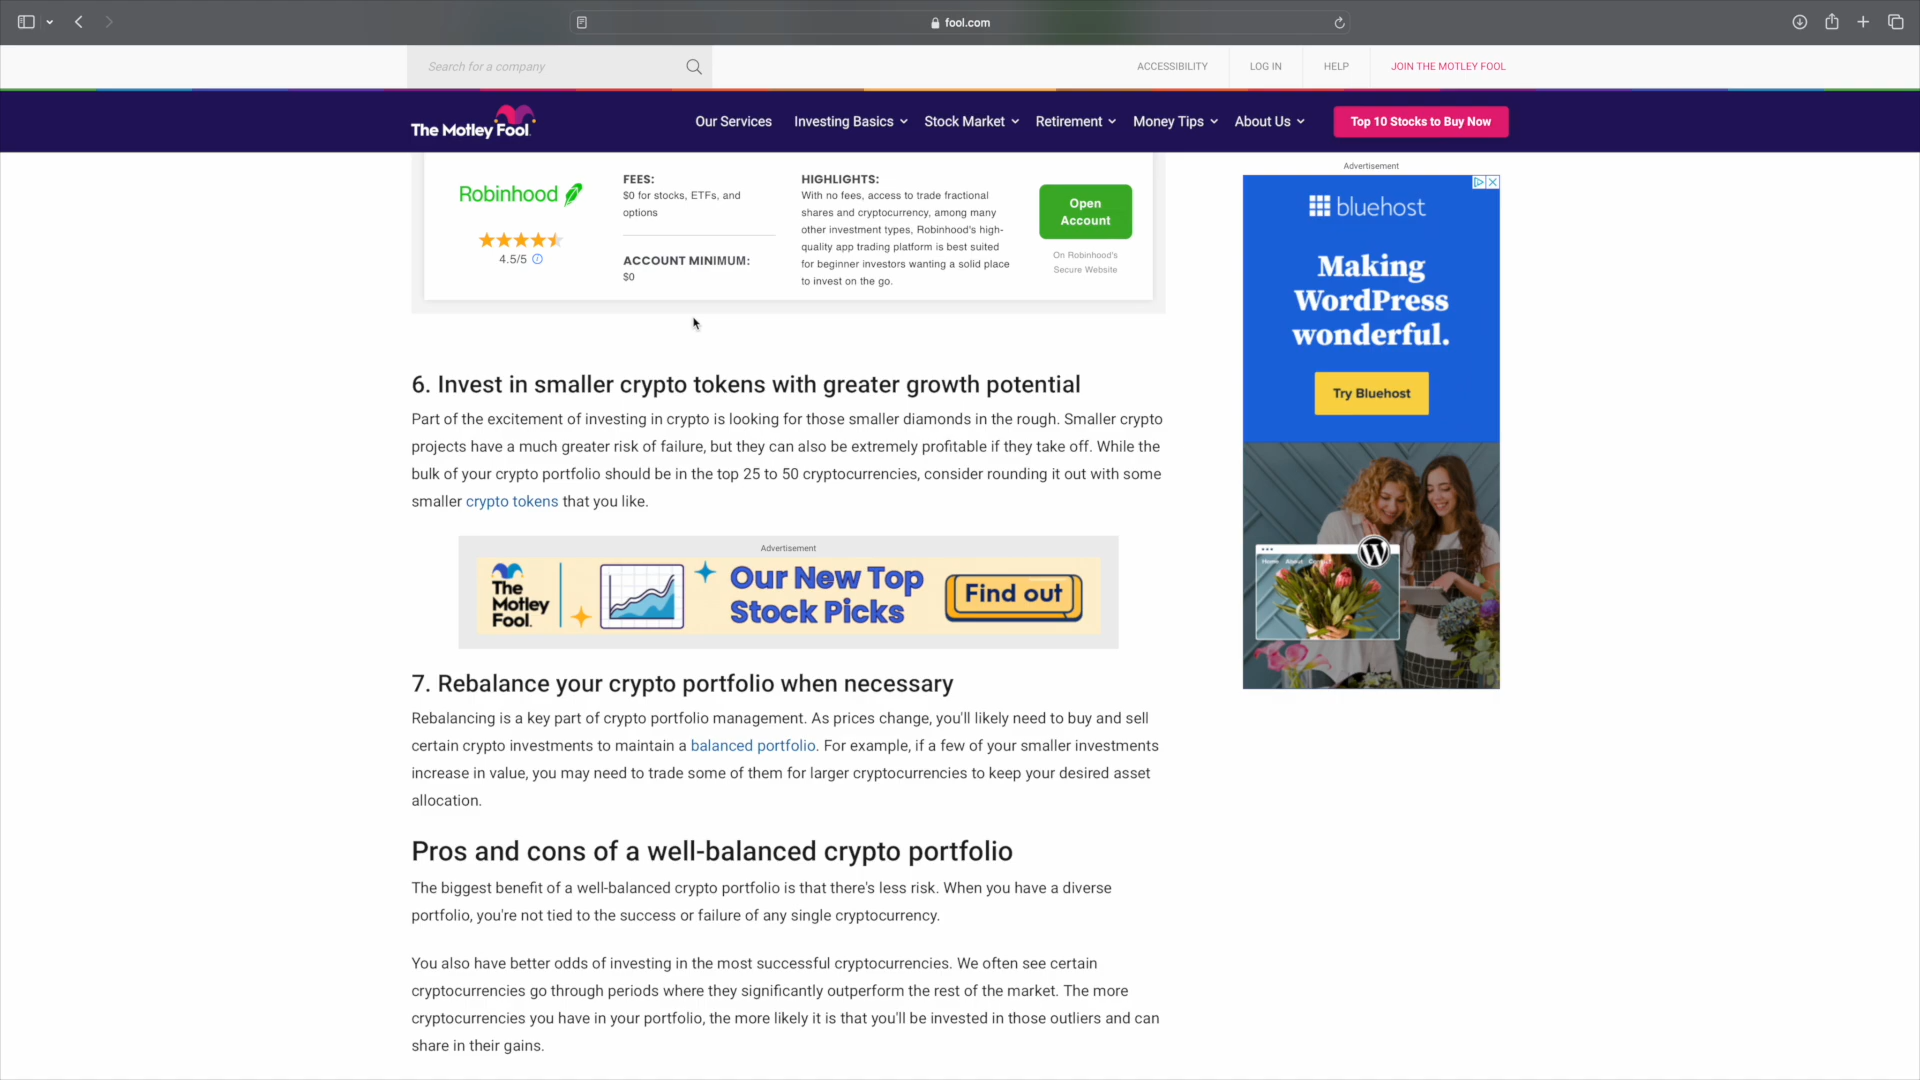 fool.com
Search for a company
ACCESSIBILITY
LOG IN
HELP
JOIN THE MOTLEY FOOL
The Motley Fool
Our Services
Investing Basics
Stock Market
Retirement
Money Tips
About Us
Top 10 Stocks to Buy Now
Robinhood
4.5/5
FEES:
$0 for stocks, ETFs, and
options
ACCOUNT MINIMUM:
$0
HIGHLIGHTS:
With no fees, access to trade fractional
shares and cryptocurrency, among many
other investment types, Robinhood's high-
quality app trading platform is best suited
for beginner investors wanting a solid place
to invest on the go.
Open
Account
On Robinhood's
Secure Website
6. Invest in smaller crypto tokens with greater growth potential
Part of the excitement of investing in crypto is looking for those smaller diamonds in the rough. Smaller crypto
projects have a much greater risk of failure, but they can also be extremely profitable if they take off. While the
bulk of your crypto portfolio should be in the top 25 to 50 cryptocurrencies, consider rounding it out with some
smaller crypto tokens that you like.
Advertisement
The
Motley
Fool.
Our New Top
Stock Picks
Find out
7. Rebalance your crypto portfolio when necessary
Rebalancing is a key part of crypto portfolio management. As prices change, you'll likely need to buy and sell
certain crypto investments to maintain a balanced portfolio. For example, if a few of your smaller investments
increase in value, you may need to trade some of them for larger cryptocurrencies to keep your desired asset
allocation.
Pros and cons of a well-balanced crypto portfolio
The biggest benefit of a well-balanced crypto portfolio is that there's less risk. When you have a diverse
portfolio, you're not tied to the success or failure of any single cryptocurrency.
You also have better odds of investing in the most successful cryptocurrencies. We often see certain
cryptocurrencies go through periods where they significantly outperform the rest of the market. The more
cryptocurrencies you have in your portfolio, the more likely it is that you'll be invested in those outliers and can
share in their gains.
Advertisement
bluehost
Making
WordPress
wonderful.
Try Bluehost
Home About